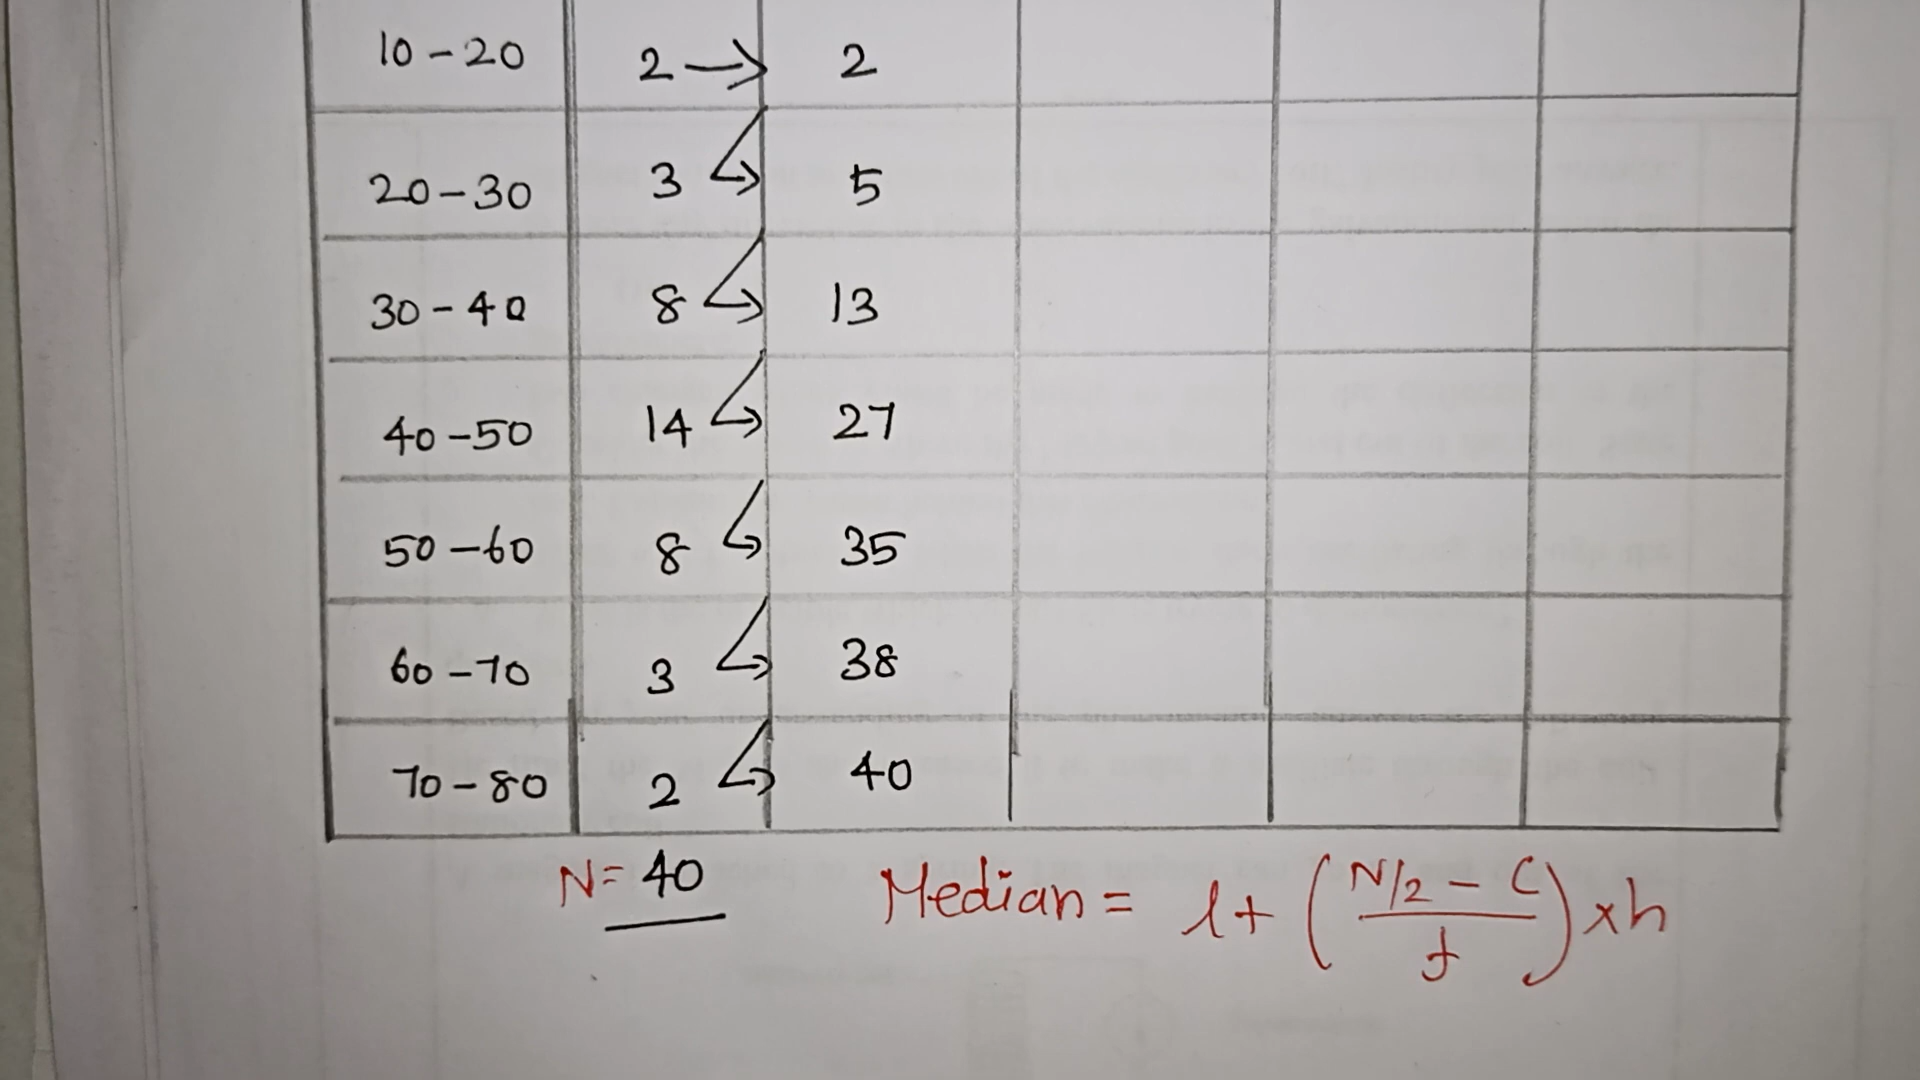 10-20 2 → 2
20-30 3 5
30-40 8 13
40-50 14 27
50-60 8 35
60-70 3 38
70-80 2 40
N= 40 Median = l+ (N/2 - C / f) xh